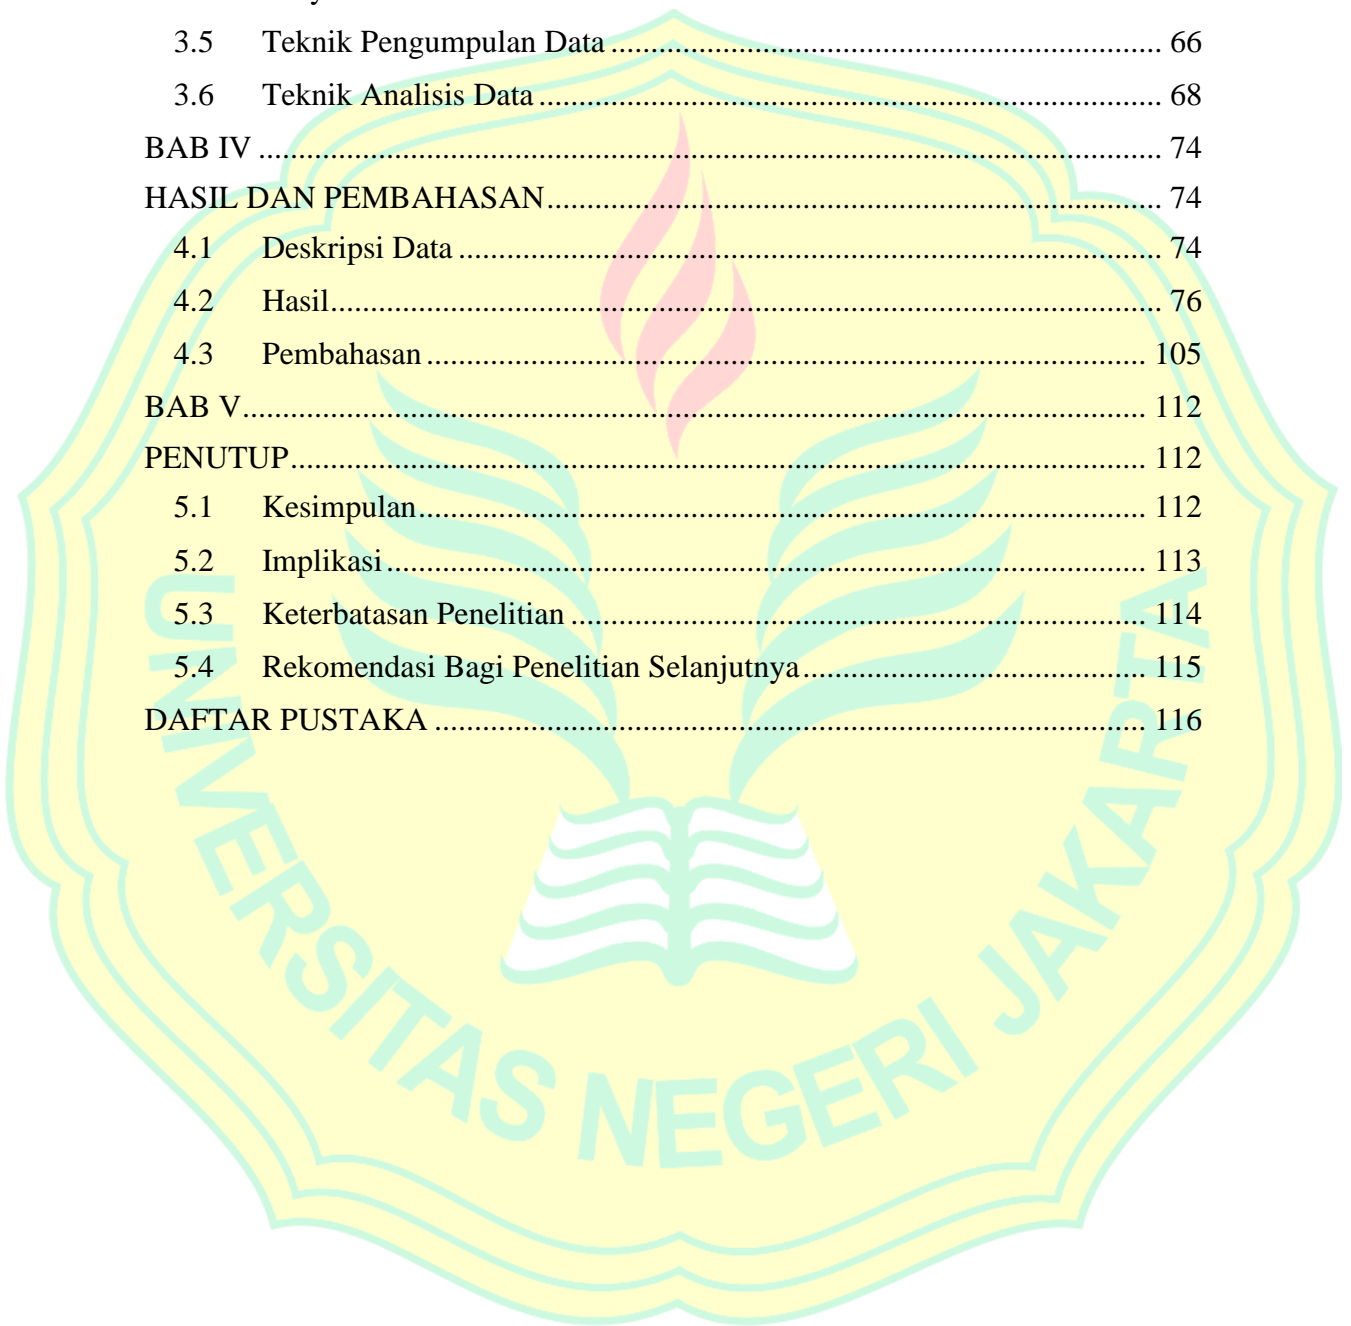 3.5 Teknik Pengumpulan Data ........................................................................ 66
3.6 Teknik Analisis Data ................................................................................. 68
BAB IV ..................................................................................................................... 74
HASIL DAN PEMBAHASAN ................................................................................ 74
4.1 Deskripsi Data ........................................................................................... 74
4.2 Hasil ........................................................................................................... 76
4.3 Pembahasan ............................................................................................. 105
BAB V ..................................................................................................................... 112
PENUTUP ............................................................................................................... 112
5.1 Kesimpulan .............................................................................................. 112
5.2 Implikasi .................................................................................................. 113
5.3 Keterbatasan Penelitian ........................................................................... 114
5.4 Rekomendasi Bagi Penelitian Selanjutnya .............................................. 115
DAFTAR PUSTAKA ............................................................................................. 116
UNIVERSITAS NEGERI JAKARTA